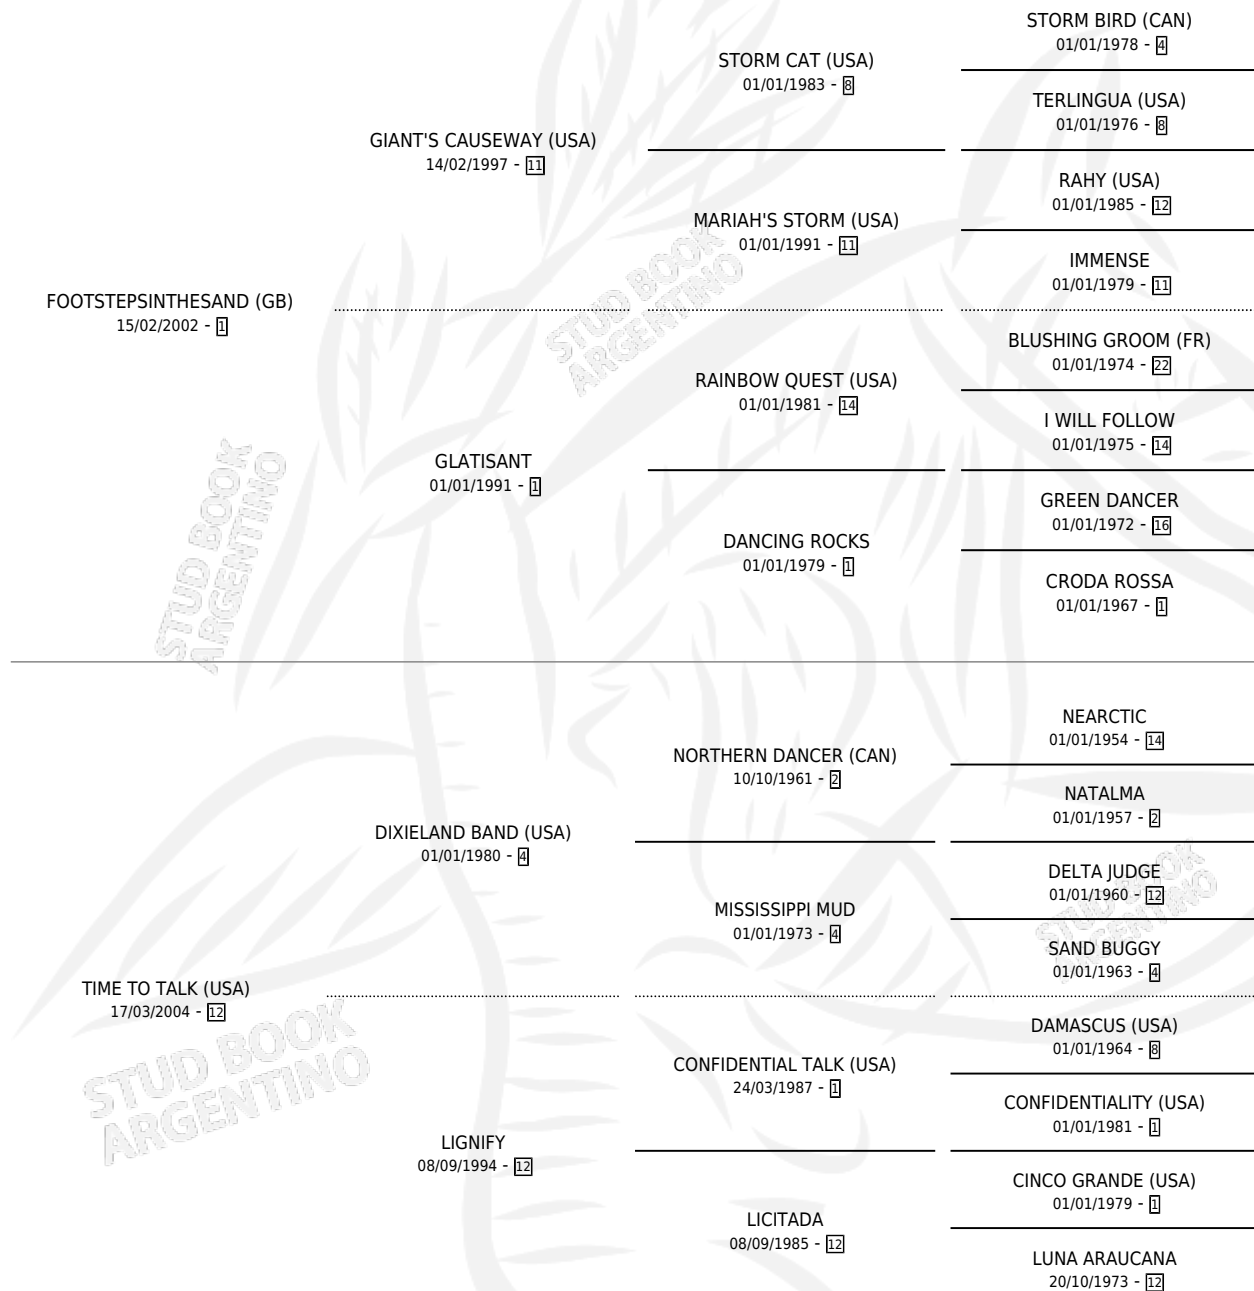 STORM BIRD (CAN)
01/01/1978 - 4
STORM CAT (USA)
01/01/1983 - 8
TERLINGUA (USA)
01/01/1976 - 8
GIANT'S CAUSEWAY (USA)
14/02/1997 - 11
RAHY (USA)
01/01/1985 - 12
MARIAH'S STORM (USA)
01/01/1991 - 11
IMMENSE
01/01/1979 - 11
FOOTSTEPSINTHESAND (GB)
15/02/2002 - 1
BLUSHING GROOM (FR)
01/01/1974 - 22
RAINBOW QUEST (USA)
01/01/1981 - 14
I WILL FOLLOW
01/01/1975 - 14
GLATISANT
01/01/1991 - 1
GREEN DANCER
01/01/1972 - 16
DANCING ROCKS
01/01/1979 - 1
CRODA ROSSA
01/01/1967 - 1
NEARCTIC
01/01/1954 - 14
NORTHERN DANCER (CAN)
10/10/1961 - 2
NATALMA
01/01/1957 - 2
DIXIELAND BAND (USA)
01/01/1980 - 4
DELTA JUDGE
01/01/1960 - 12
MISSISSIPPI MUD
01/01/1973 - 4
SAND BUGGY
01/01/1963 - 4
TIME TO TALK (USA)
17/03/2004 - 12
DAMASCUS (USA)
01/01/1964 - 8
CONFIDENTIAL TALK (USA)
24/03/1987 - 1
CONFIDENTIALITY (USA)
01/01/1981 - 1
LIGNIFY
08/09/1994 - 12
CINCO GRANDE (USA)
01/01/1979 - 1
LICITADA
08/09/1985 - 12
LUNA ARAUCANA
20/10/1973 - 12
STUD BOOK
ARGENTINO
STUD BOOK
ARGENTINO
STUD BOOK
ARGENTINO
STUD BOOK
ARGENTINO